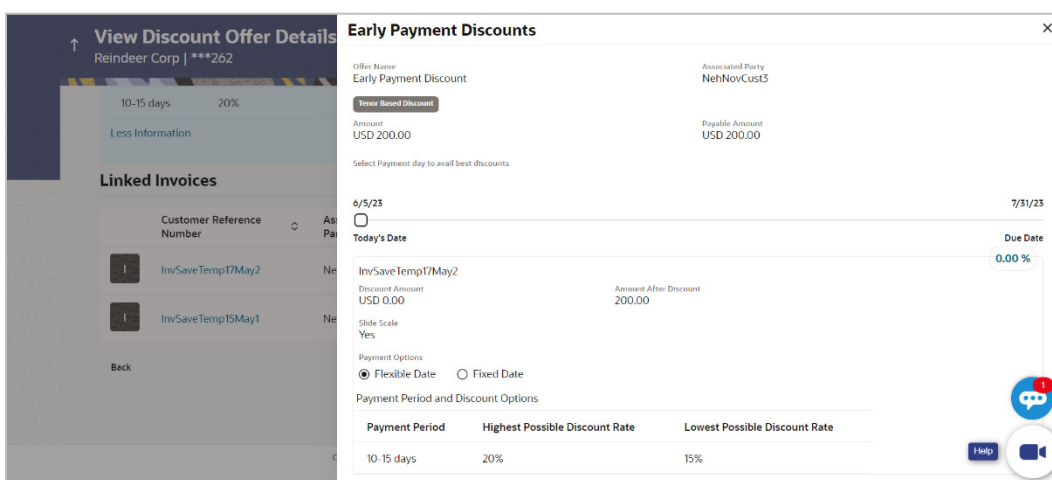 View Discount Offer Details
Reindeer Corp | ***262
10-15 days 20%
Less Information
Linked Invoices
Customer Reference Number
InvSaveTemp17May2 Ne
InvSaveTemp15May1 Ne
Back
Early Payment Discounts
Offer Name Associated Party
Early Payment Discount NehNovCust3
Tenor Based Discount
Amount Payable Amount
USD 200.00 USD 200.00
Select Payment day to avail best discounts
6/5/23 7/31/23
Today's Date Due Date
0.00 %
InvSaveTemp17May2
Discount Amount Amount After Discount
USD 0.00 200.00
Slide Scale
Yes
Payment Options
Flexible Date Fixed Date
Payment Period and Discount Options
Payment Period Highest Possible Discount Rate Lowest Possible Discount Rate
10-15 days 20% 15%
1
Help